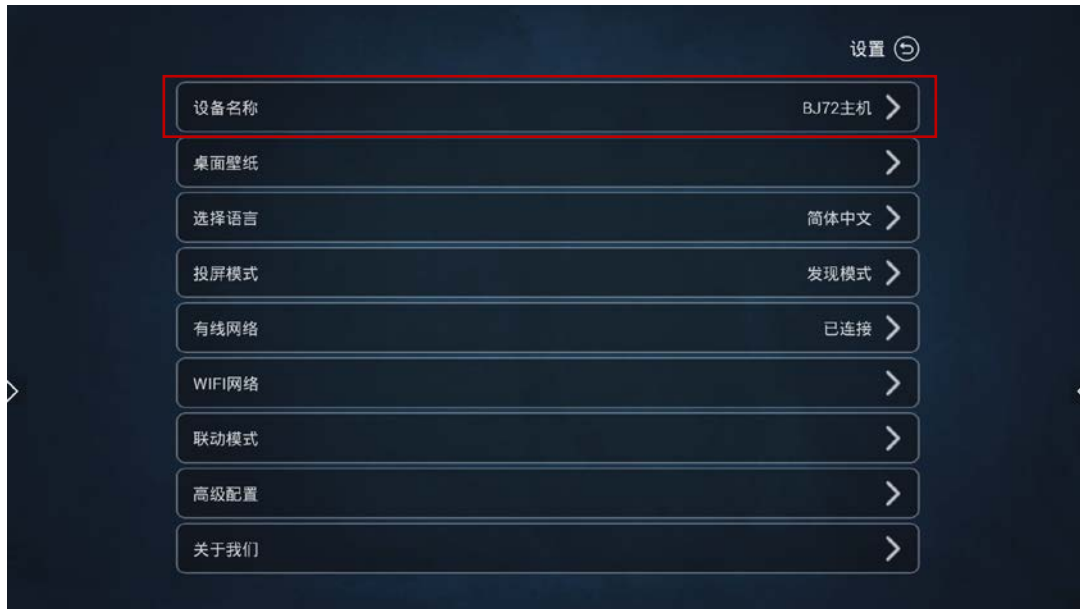 设置
设备名称 BJ72主机
桌面壁纸
选择语言 简体中文
投屏模式 发现模式
有线网络 已连接
WIFI网络
联动模式
高级配置
关于我们